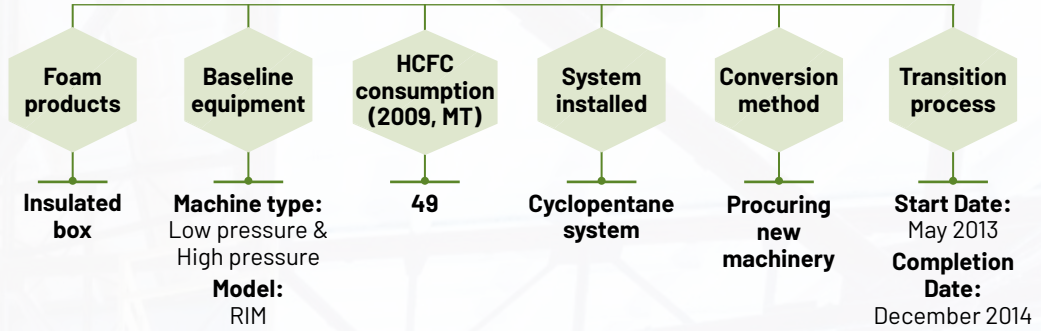 Foam
products
Baseline
equipment
HCFC
consumption
(2009, MT)
System
installed
Conversion
method
Transition
process
Insulated
box
Machine type:
Low pressure &
High pressure
Model:
RIM
49
Cyclopentane
system
Procuring
new
machinery
Start Date:
May 2013
Completion
Date:
December 2014